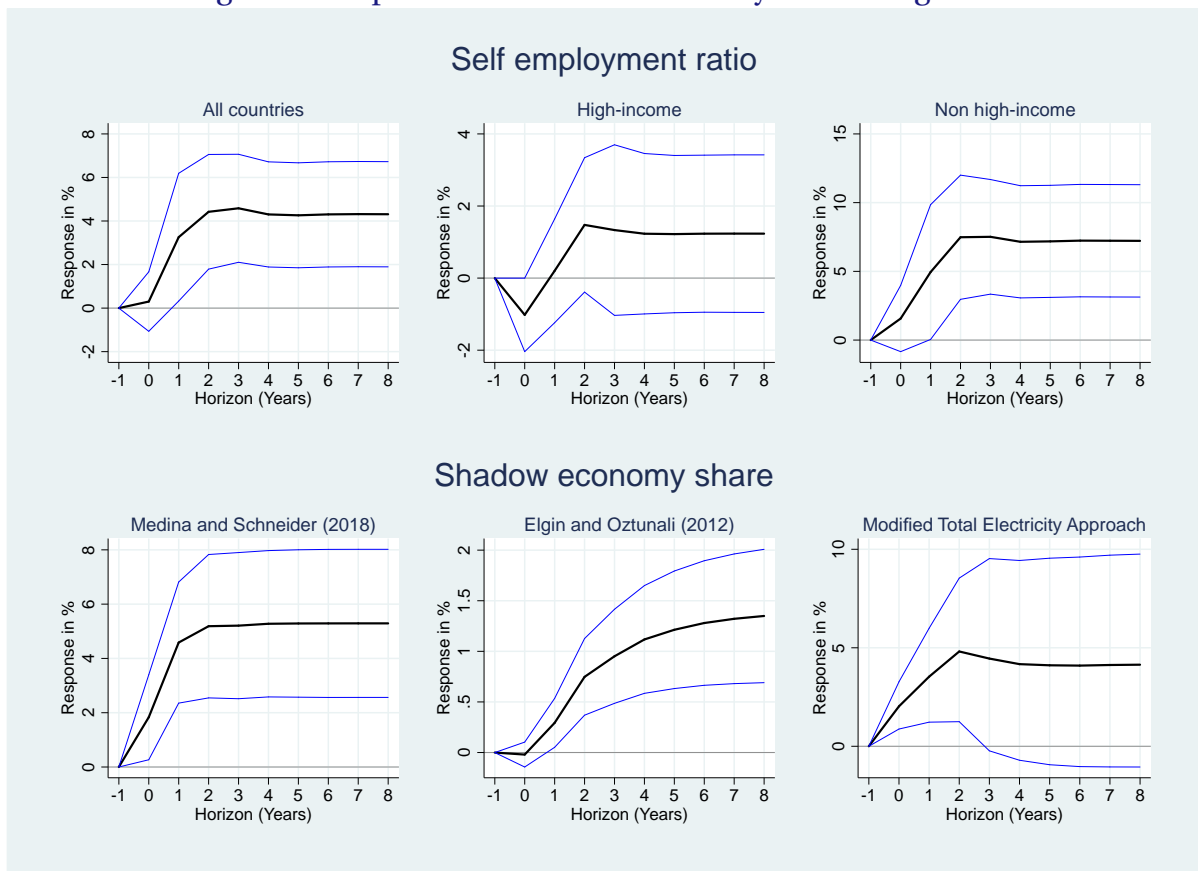 Self employment ratio
All countries
High-income
Non high-income
Response in %
8
6
4
2
0
-2
-1 0 1 2 3 4 5 6 7 8
Horizon (Years)
Response in %
4
2
0
-2
-1 0 1 2 3 4 5 6 7 8
Horizon (Years)
Response in %
15
10
5
0
-1 0 1 2 3 4 5 6 7 8
Horizon (Years)
Shadow economy share
Medina and Schneider (2018)
Elgin and Oztunali (2012)
Modified Total Electricity Approach
Response in %
8
6
4
2
0
-1 0 1 2 3 4 5 6 7 8
Horizon (Years)
Response in %
2
1.5
1
.5
0
-1 0 1 2 3 4 5 6 7 8
Horizon (Years)
Response in %
10
5
0
-1 0 1 2 3 4 5 6 7 8
Horizon (Years)